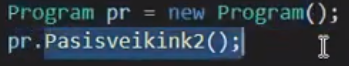 Program pr = new Program();
pr.Pasisveikink2();